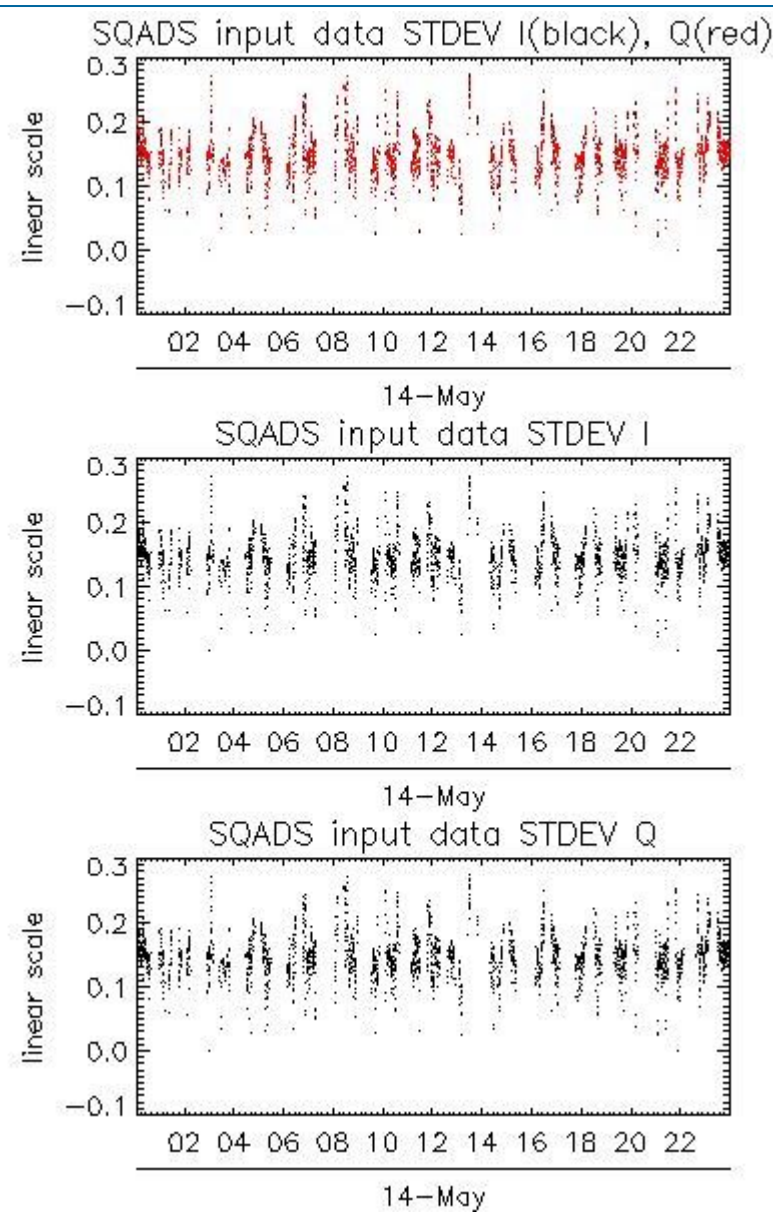 SQADS input data STDEV I(black), Q(red)
0.3
0.2
0.1
0.0
−0.1
linear scale
02 04 06 08 10 12 14 16 18 20 22
14−May
SQADS input data STDEV I
0.3
0.2
0.1
0.0
−0.1
linear scale
02 04 06 08 10 12 14 16 18 20 22
14−May
SQADS input data STDEV Q
0.3
0.2
0.1
0.0
−0.1
linear scale
02 04 06 08 10 12 14 16 18 20 22
14−May